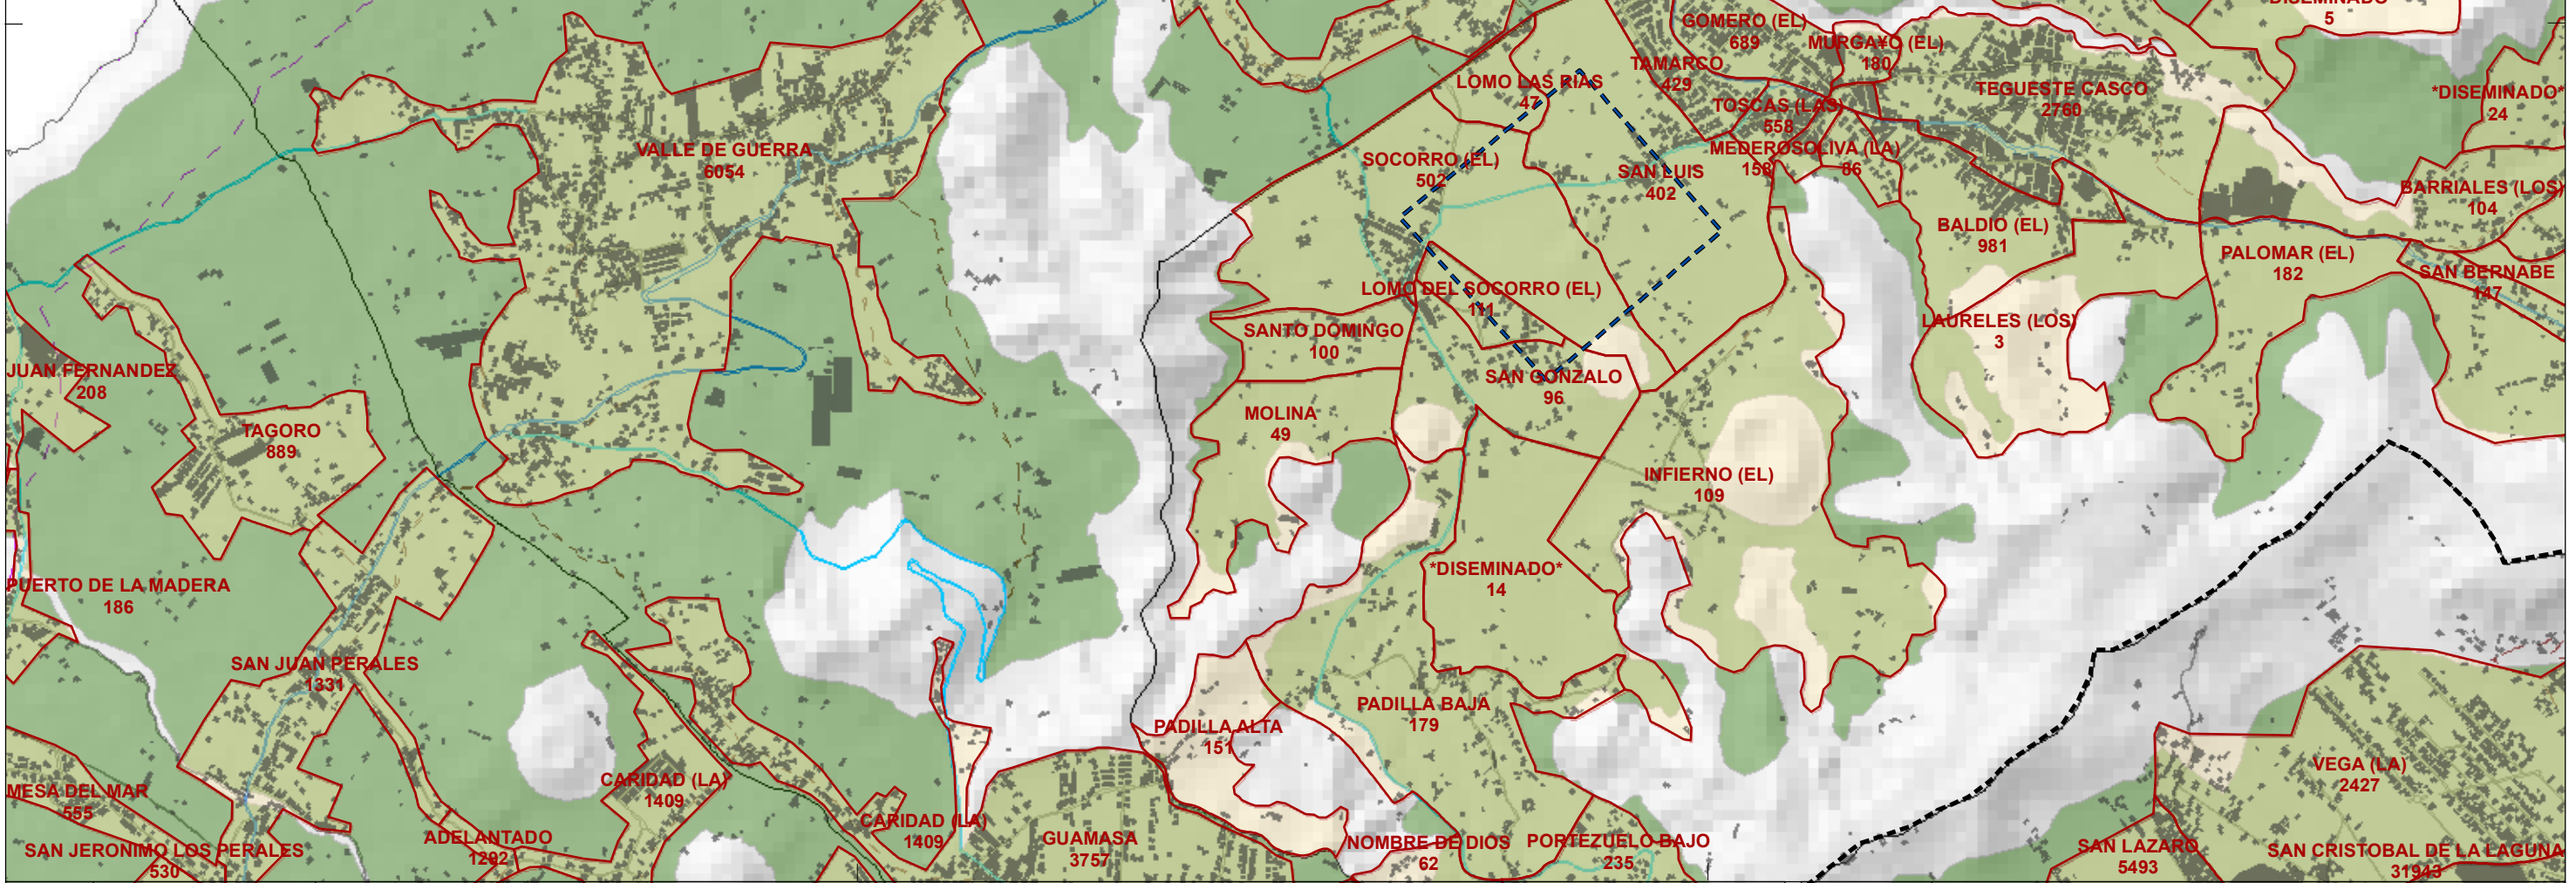 DISEMINADO
5
GOMERO (EL)
689
MURGA¥O (EL)
180
TAMARCO
429
LOMO LAS RIAS
47
TEGUESTE CASCO
2760
*DISEMINADO*
24
TOSCAS (LAS)
558
VALLE DE GUERRA
6054
SOCORRO (EL)
502
SAN LUIS
402
MEDEROS
158
OLIVA (LA)
86
BARRIALES (LOS)
104
BALDIO (EL)
981
PALOMAR (EL)
182
SAN BERNABE
147
LOMO DEL SOCORRO (EL)
111
SANTO DOMINGO
100
LAURELES (LOS)
3
JUAN FERNANDEZ
208
SAN GONZALO
96
MOLINA
49
TAGORO
889
INFIERNO (EL)
109
*DISEMINADO*
14
PUERTO DE LA MADERA
186
SAN JUAN PERALES
1331
PADILLA BAJA
179
PADILLA ALTA
151
VEGA (LA)
2427
CARIDAD (LA)
1409
MESA DEL MAR
555
CARIDAD (LA)
1409
ADELANTADO
1292
GUAMASA
3757
NOMBRE DE DIOS
62
PORTEZUELO BAJO
235
SAN LAZARO
5493
SAN JERONIMO LOS PERALES
530
SAN CRISTOBAL DE LA LAGUNA
31943